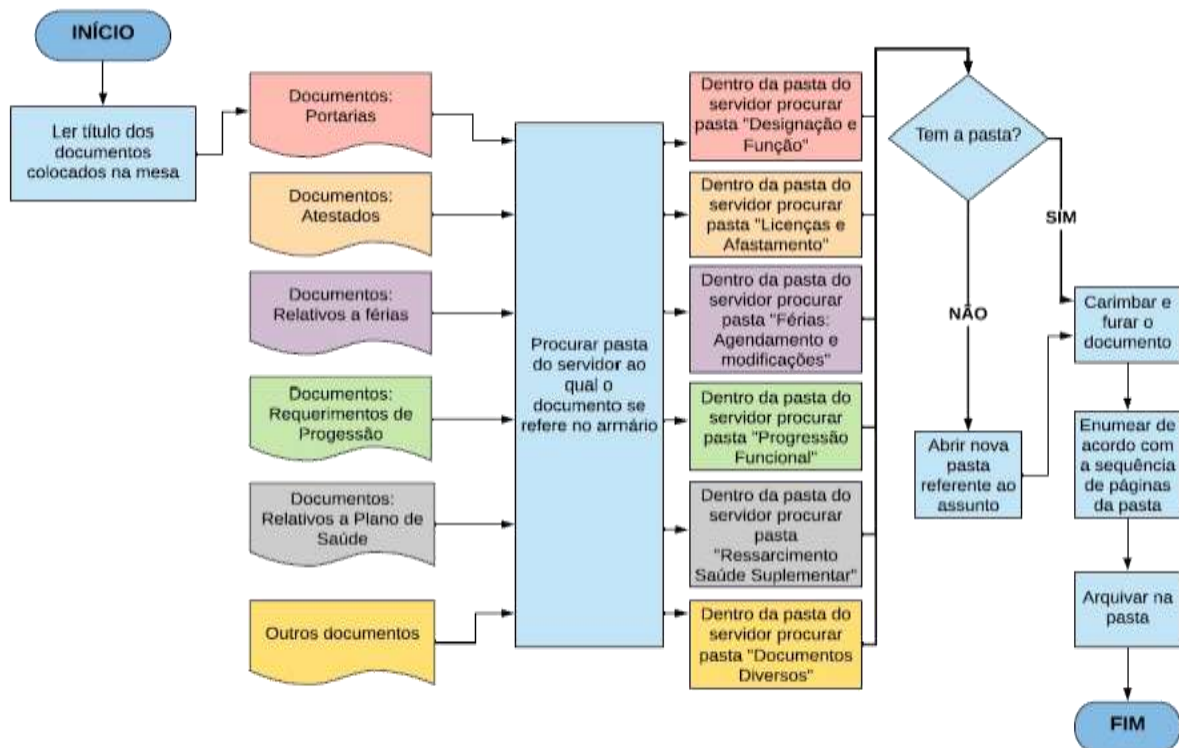 INÍCIO
Ler título dos
documentos
colocados na mesa
Documentos:
Portarias
Documentos:
Atestados
Documentos:
Relativos a férias
Documentos:
Requerimentos de
Progessão
Documentos:
Relativos a Plano de
Saúde
Outros documentos
Procurar pasta
do servidor ao
qual o
documento se
refere no armário
Dentro da pasta do
servidor procurar
pasta "Designação e
Função"
Dentro da pasta do
servidor procurar
pasta "Licenças e
Afastamento"
Dentro da pasta do
servidor procurar
pasta "Férias:
Agendamento e
modificações"
Dentro da pasta do
servidor procurar
pasta "Progressão
Funcional"
Dentro da pasta do
servidor procurar
pasta
"Ressarcimento
Saúde Suplementar"
Dentro da pasta do
servidor procurar
pasta "Documentos
Diversos"
Tem a pasta?
SIM
NÃO
Abrir nova
pasta
referente ao
assunto
Carimbar e
furar o
documento
Enumear de
acordo com
a sequência
de páginas
da pasta
Arquivar na
pasta
FIM